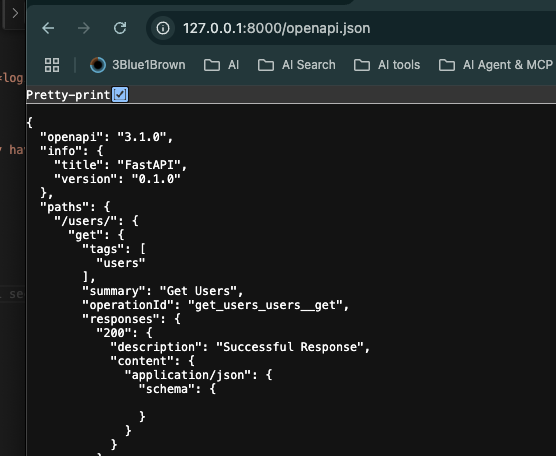 127.0.0.1:8000/openapi.json
3Blue1Brown AI AI Search AI tools AI Agent & MCP
Pretty-print
{
  "openapi": "3.1.0",
  "info": {
    "title": "FastAPI",
    "version": "0.1.0"
  },
  "paths": {
    "/users/": {
      "get": {
        "tags": [
          "users"
        ],
        "summary": "Get Users",
        "operationId": "get_users_users__get",
        "responses": {
          "200": {
            "description": "Successful Response",
            "content": {
              "application/json": {
                "schema": {

                }
              }
            }